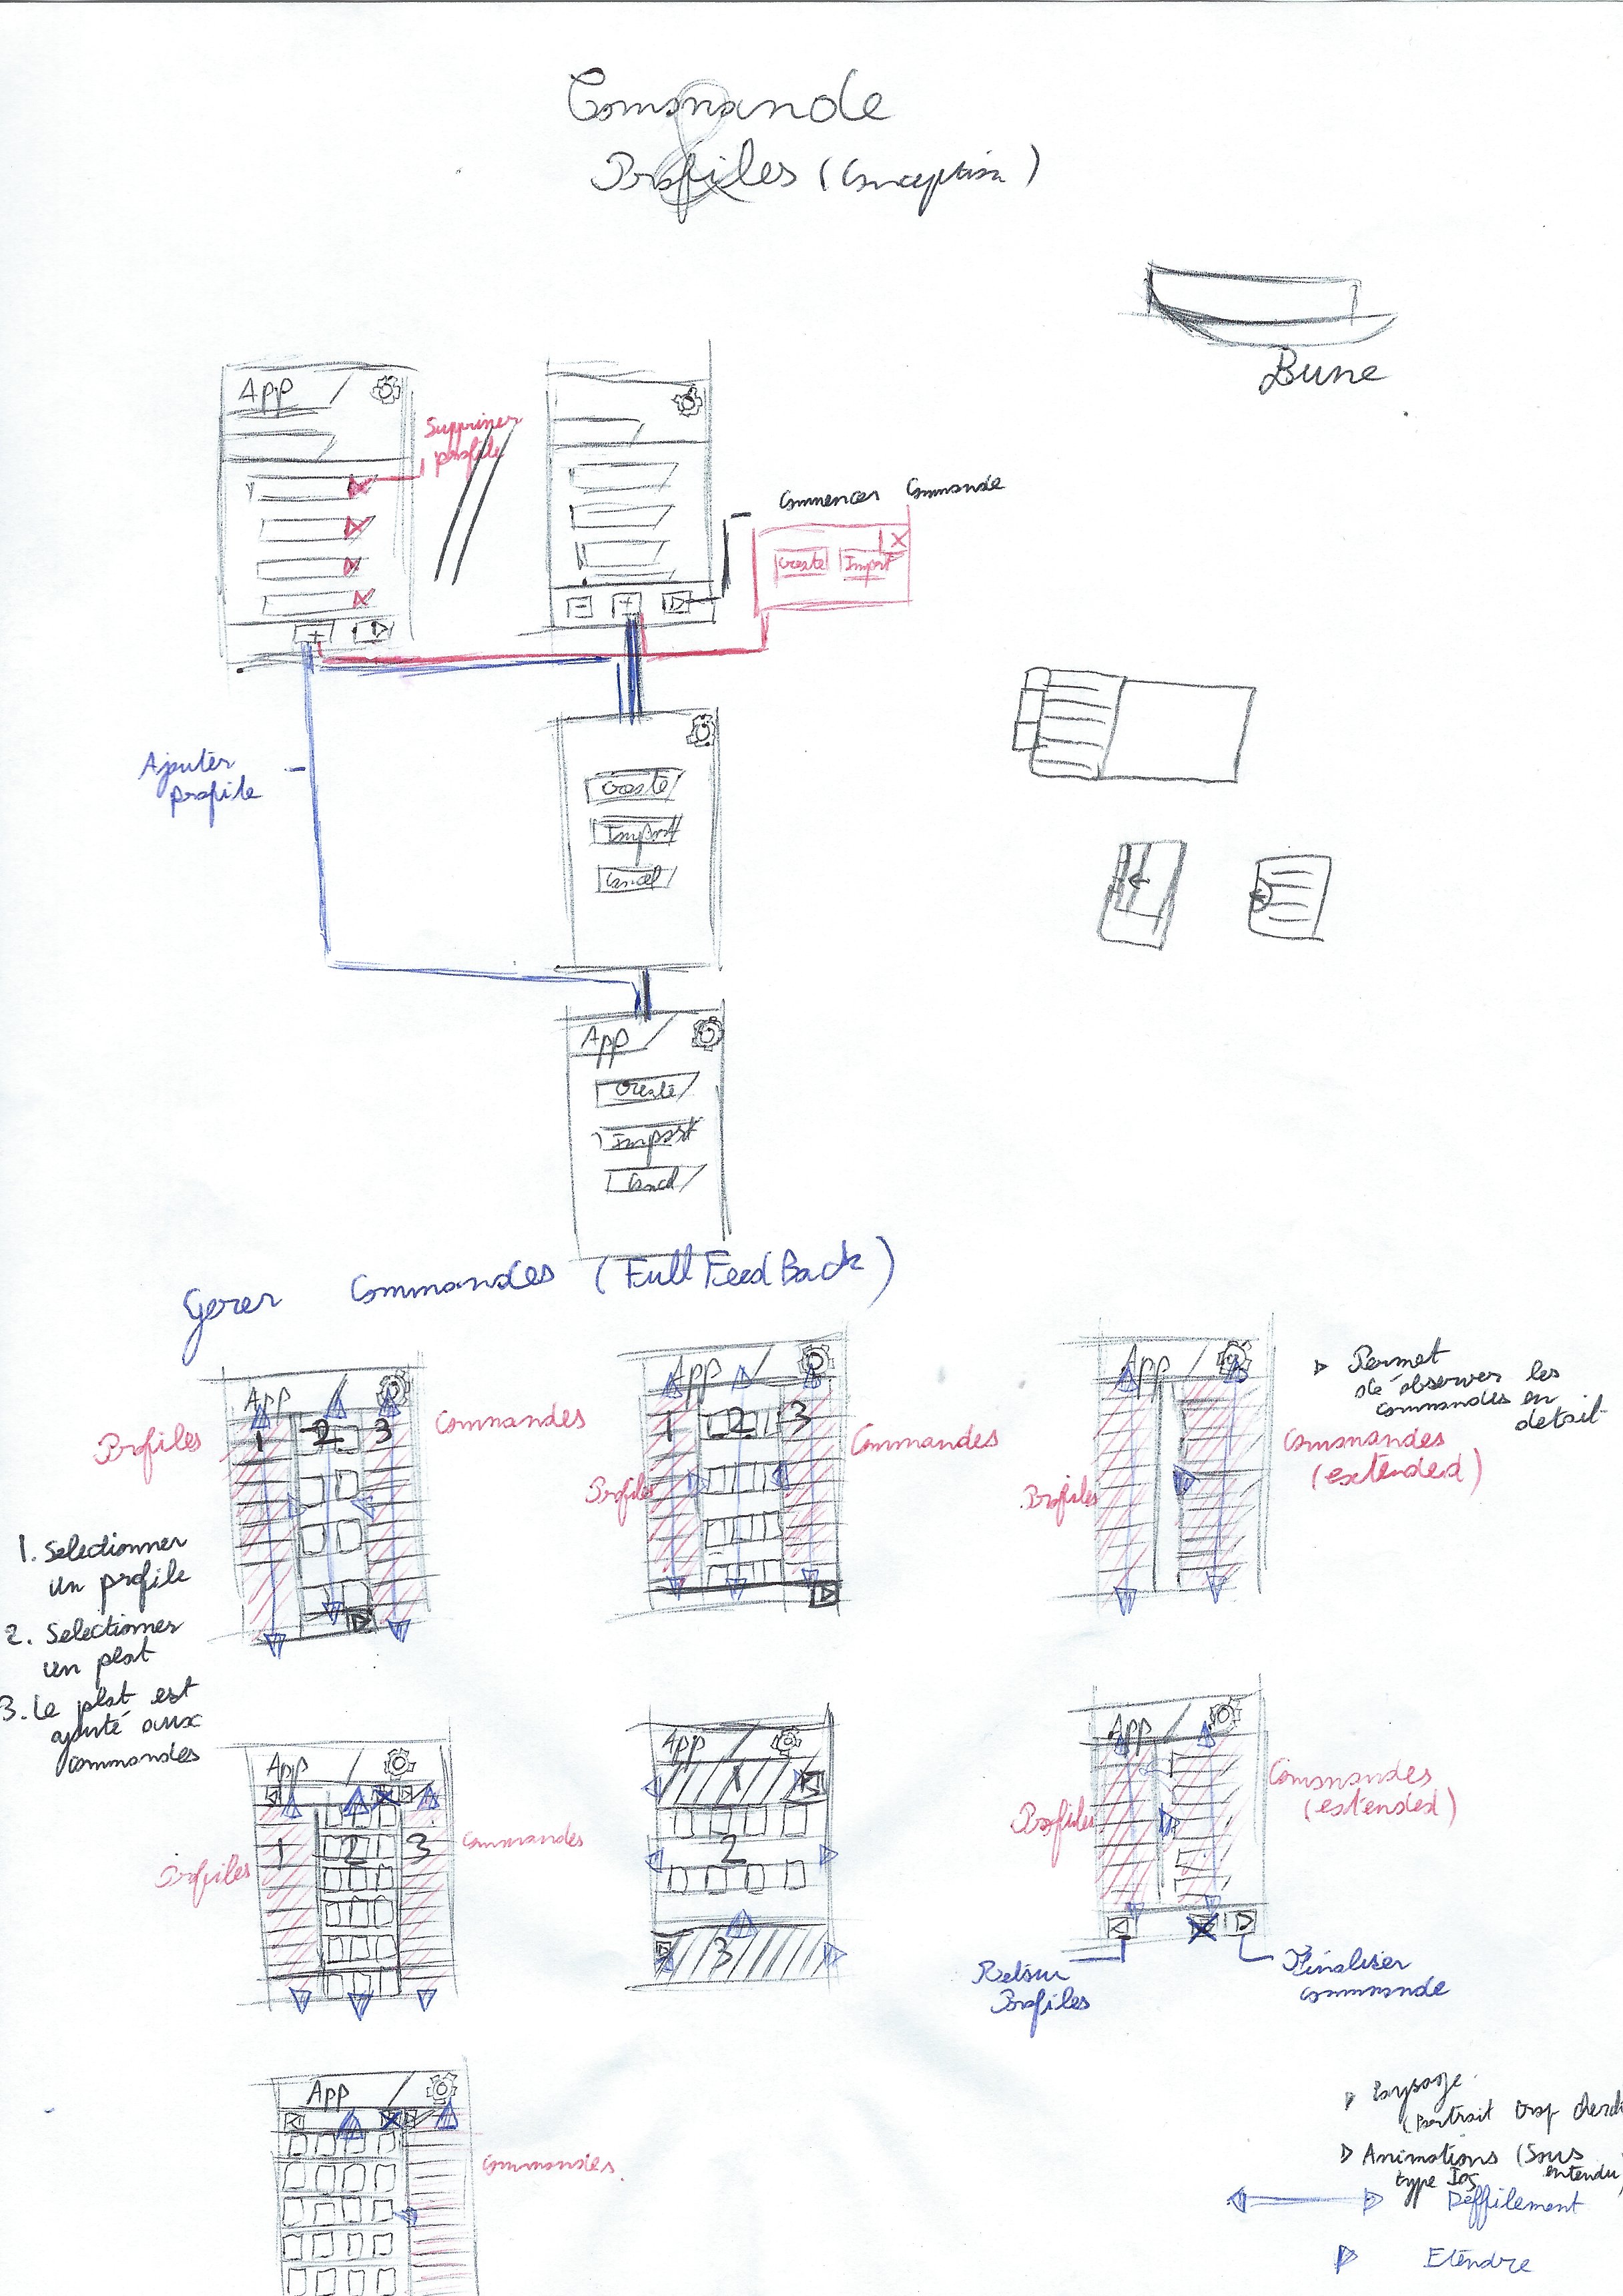 Commande
&
Profiles (Conception)
Bune
App
Supprimer
profile
Commencer Commande
Create Import X
Ajouter
profile
Create
Import
Cancel
App
Create
Import
Cancel
Gerer Commandes (Full FeedBack)
App
Profiles
1 2 3
Commandes
App
Profiles
1 2 3
Commandes
App
Profiles
Commandes
(extended)
▷ Permet
de observer les
commandes en
detail
1. Selectionner
un profile
2. Selectionner
un plat
3. Le plat est
ajouté aux
commandes
App
Profiles
1 2 3
Commandes
App
1
2
3
App
Profiles
Commandes
(extended)
Retour
Profiles
Finaliser
commande
App
Commandes
▷ Paysage
(Portrait trop
▷ Animations (Sous
type Ios entendu)
Deffilement
Etendre